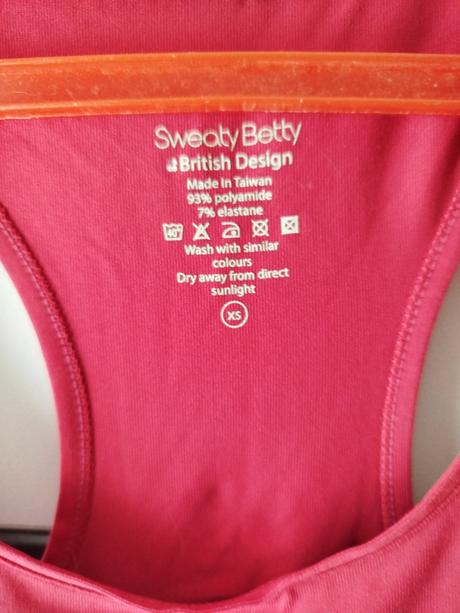 Sweaty Betty
British Design
Made In Taiwan
93% polyamide
7% elastane
40°
Wash with similar
colours
Dry away from direct
sunlight
XS